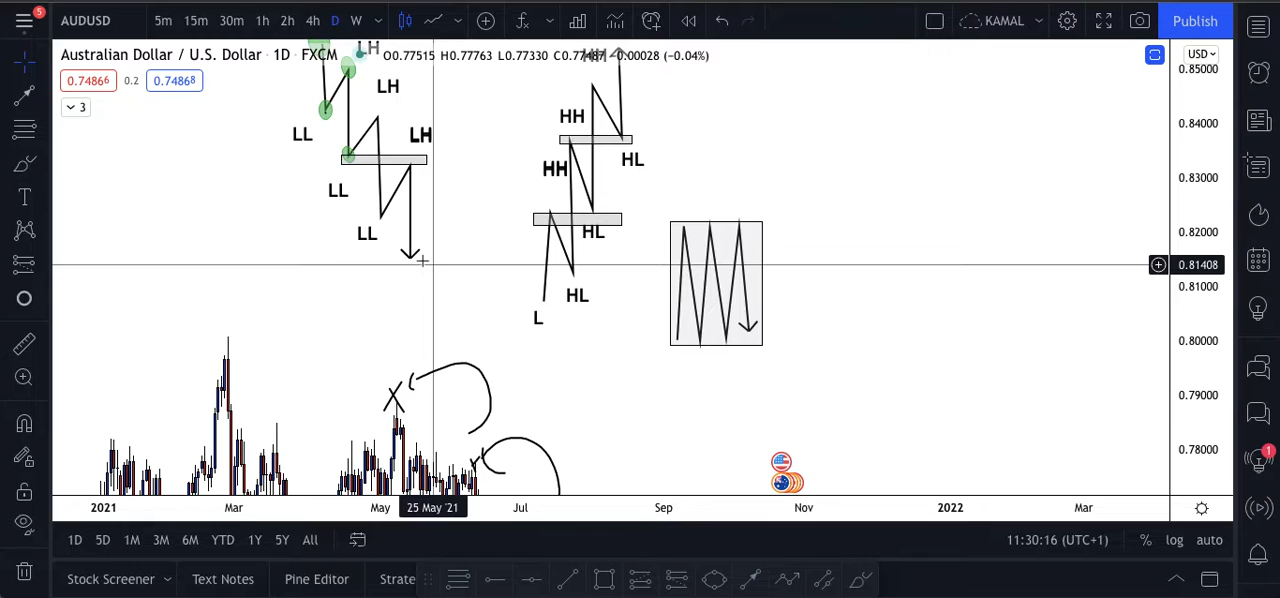 5
AUDUSD 5m 15m 30m 1h 2h 4h D W KAMAL Publish
Australian Dollar / U.S. Dollar · 1D · FXCM
O0.77515 H0.77763 L0.77330
−0.00028 (−0.04%)
USD
0.74866 0.2 0.74868
3
LH
HH
LH
HH
LL
LH
HL
HH
LL
HL
LL
HL
L
0.85000
0.84000
0.83000
0.82000
0.81408
0.81000
0.80000
0.79000
0.78000
1
2021 Mar May 25 May '21 Jul Sep Nov 2022 Mar
1D 5D 1M 3M 6M YTD 1Y 5Y All 11:30:16 (UTC+1) % log auto
Stock Screener Text Notes Pine Editor Strate